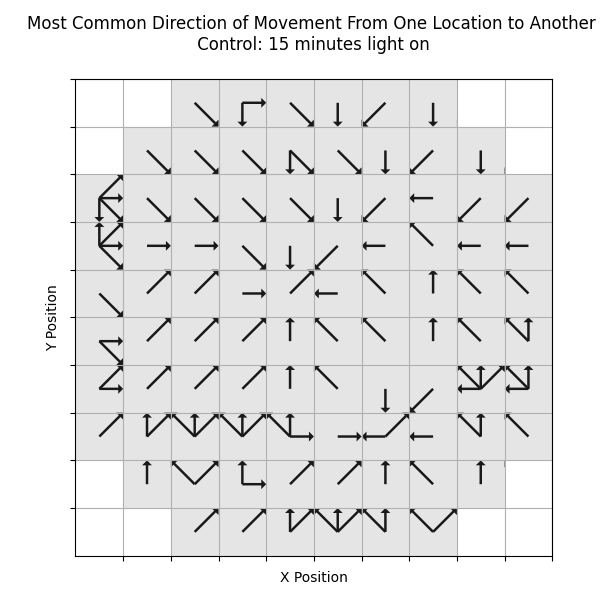 Most Common Direction of Movement From One Location to Another
Control: 15 minutes light on
Y Position
X Position